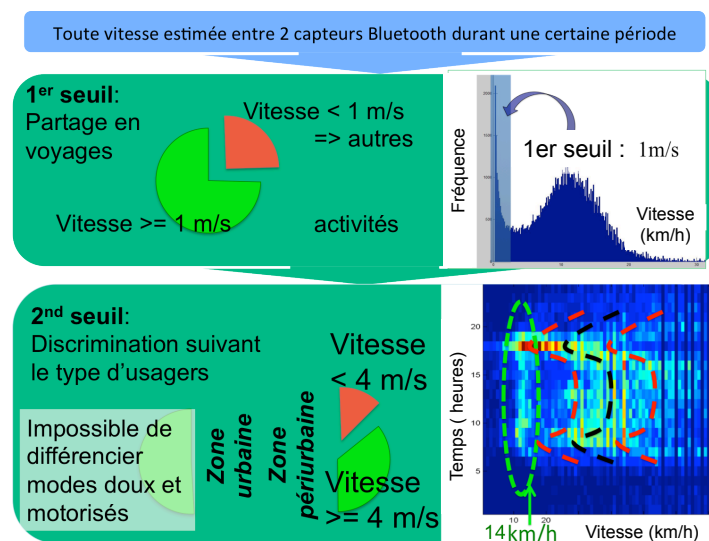 Toute vitesse estimée entre 2 capteurs Bluetooth durant une certaine période
1er seuil:
Partage en
voyages
Vitesse < 1 m/s
=> autres
Vitesse >= 1 m/s
activités
Fréquence
1er seuil : 1m/s
Vitesse
(km/h)
2nd seuil:
Discrimination suivant
le type d'usagers
Vitesse
< 4 m/s
Impossible de
différencier
modes doux et
motorisés
Zone
urbaine
Zone
périurbaine
Vitesse
>= 4 m/s
Temps ( heures)
20
15
10
5
10 20
14km/h
Vitesse (km/h)